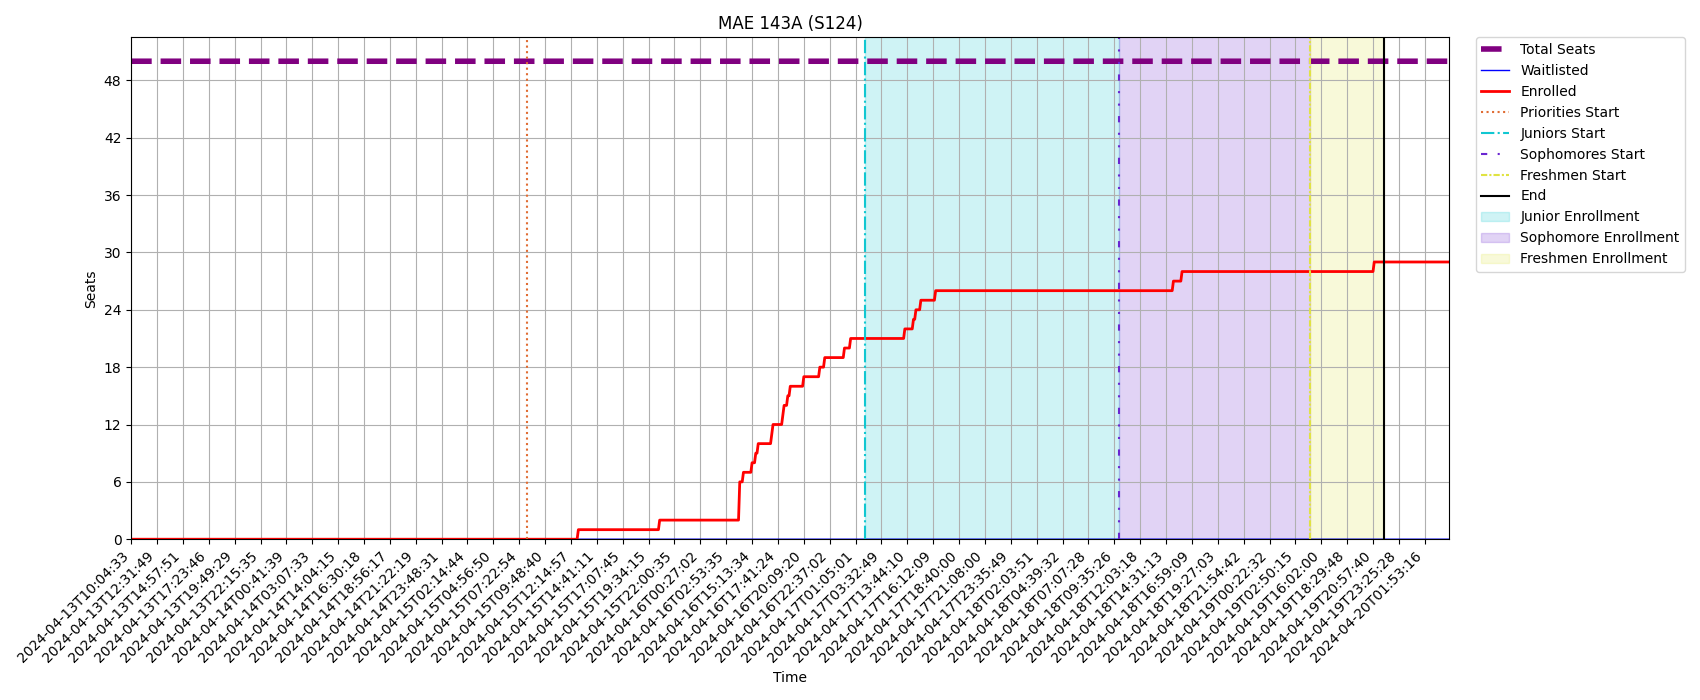 MAE 143A (S124)
Total Seats
Waitlisted
Enrolled
Priorities Start
Juniors Start
Sophomores Start
Freshmen Start
End
Junior Enrollment
Sophomore Enrollment
Freshmen Enrollment
Seats
48
42
36
30
24
18
12
6
0
2024-04-13T10:04:33
2024-04-13T12:31:49
2024-04-13T14:57:51
2024-04-13T17:23:46
2024-04-13T19:49:29
2024-04-13T22:15:35
2024-04-14T00:41:39
2024-04-14T03:07:33
2024-04-14T14:04:15
2024-04-14T16:30:18
2024-04-14T18:56:17
2024-04-14T21:22:19
2024-04-14T23:48:31
2024-04-15T02:14:44
2024-04-15T04:56:50
2024-04-15T07:22:54
2024-04-15T09:48:40
2024-04-15T12:14:57
2024-04-15T14:41:11
2024-04-15T17:07:45
2024-04-15T19:34:15
2024-04-15T22:00:35
2024-04-16T00:27:02
2024-04-16T02:53:35
2024-04-16T15:13:34
2024-04-16T17:41:24
2024-04-16T20:09:20
2024-04-16T22:37:02
2024-04-17T01:05:01
2024-04-17T03:32:49
2024-04-17T13:44:10
2024-04-17T16:12:09
2024-04-17T18:40:00
2024-04-17T21:08:00
2024-04-17T23:35:49
2024-04-18T02:03:51
2024-04-18T04:39:32
2024-04-18T07:07:28
2024-04-18T09:35:26
2024-04-18T12:03:18
2024-04-18T14:31:13
2024-04-18T16:59:09
2024-04-18T19:27:03
2024-04-18T21:54:42
2024-04-19T00:22:32
2024-04-19T02:50:15
2024-04-19T16:02:00
2024-04-19T18:29:48
2024-04-19T20:57:40
2024-04-19T23:25:28
2024-04-20T01:53:16
Time